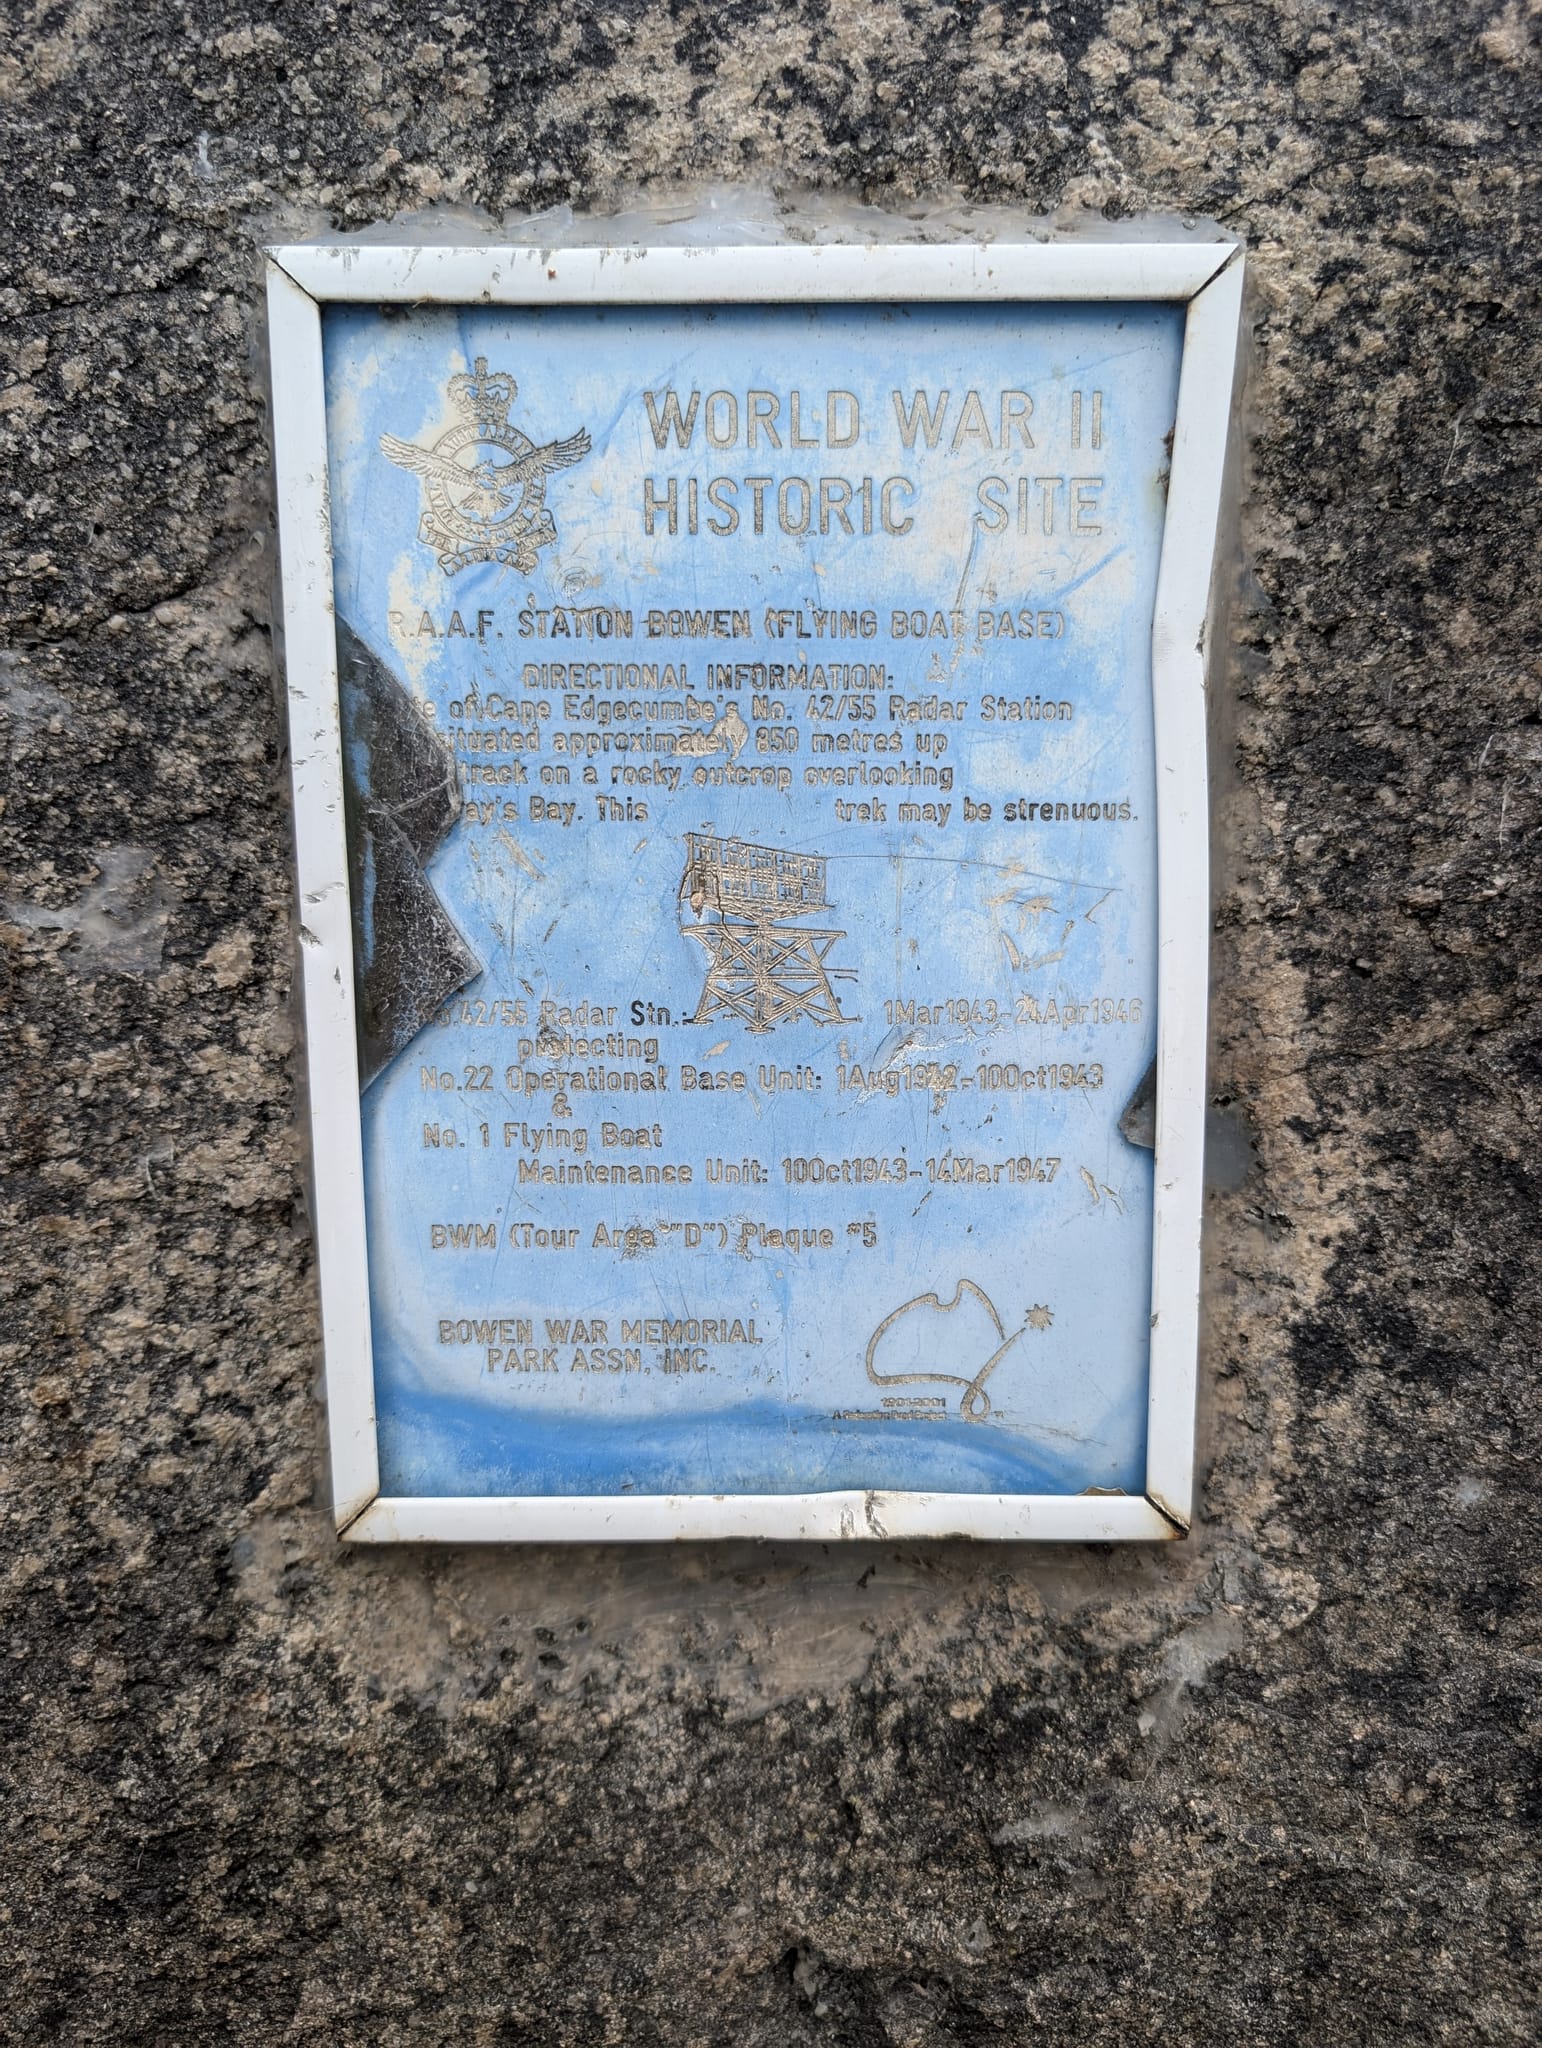 WORLD WAR II
HISTORIC SITE
R.A.A.F. STATION BOWEN (FLYING BOAT BASE)
DIRECTIONAL INFORMATION:
e of Cape Edgecumbe's No. 42/55 Radar Station
ituated approximately 850 metres up
track on a rocky outcrop overlooking
ay's Bay. This trek may be strenuous.
.42/55 Radar Stn.: 1Mar1943-24Apr1946
protecting
No.22 Operational Base Unit: 1Aug1942-10Oct1943
&
No. 1 Flying Boat
Maintenance Unit: 10Oct1943-14Mar1947
BWM (Tour Area "D") Plaque #5
BOWEN WAR MEMORIAL
PARK ASSN, INC.
1901-2001